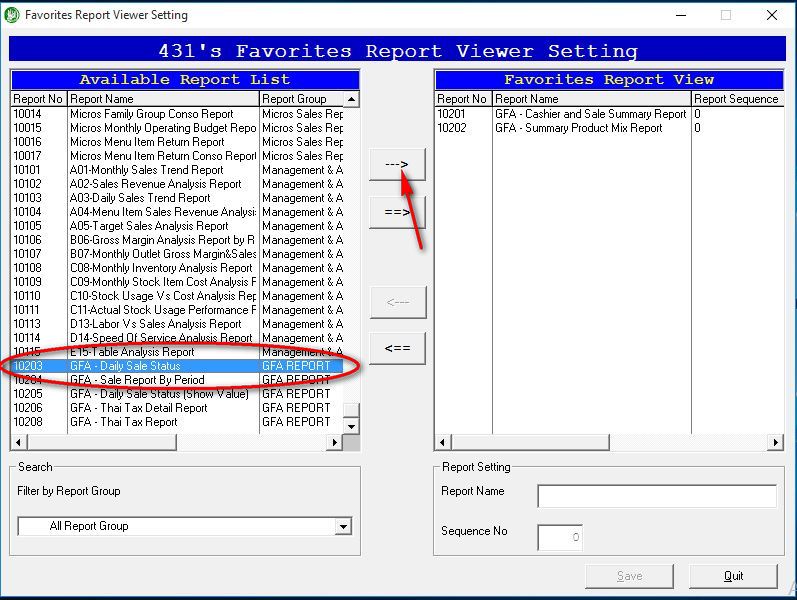 Favorites Report Viewer Setting
431's Favorites Report Viewer Setting
Available Report List
Report No Report Name Report Group
10014 Micros Family Group Conso Report Micros Sales Rep
10015 Micros Monthly Operating Budget Repo Micros Sales Rep
10016 Micros Menu Item Return Report Micros Sales Rep
10017 Micros Menu Item Return Conso Report Micros Sales Rep
10101 A01-Monthly Sales Trend Report Management & A
10102 A02-Sales Revenue Analysis Report Management & A
10103 A03-Daily Sales Trend Report Management & A
10104 A04-Menu Item Sales Revenue Analysi Management & A
10105 A05-Target Sales Analysis Report Management & A
10106 B06-Gross Margin Analysis Report by R Management & A
10107 B07-Monthly Outlet Gross Margin&Sales Management & A
10108 C08-Monthly Inventory Analysis Report Management & A
10109 C09-Monthly Stock Item Cost Analysis F Management & A
10110 C10-Stock Usage Vs Cost Analysis Rep Management & A
10111 C11-Actual Stock Usage Performance F Management & A
10113 D13-Labor Vs Sales Analysis Report Management & A
10114 D14-Speed Of Service Analysis Report Management & A
10115 E15-Table Analysis Report Management & A
10203 GFA - Daily Sale Status GFA REPORT
10204 GFA - Sale Report By Period GFA REPORT
10205 GFA - Daily Sale Status (Show Value) GFA REPORT
10206 GFA - Thai Tax Detail Report GFA REPORT
10208 GFA - Thai Tax Report GFA REPORT
--->
==>
<---
<==
Favorites Report View
Report No Report Name Report Sequence
10201 GFA - Cashier and Sale Summary Report 0
10202 GFA - Summary Product Mix Report 0
Search
Filter by Report Group
All Report Group
Report Setting
Report Name
Sequence No 0
Save Quit